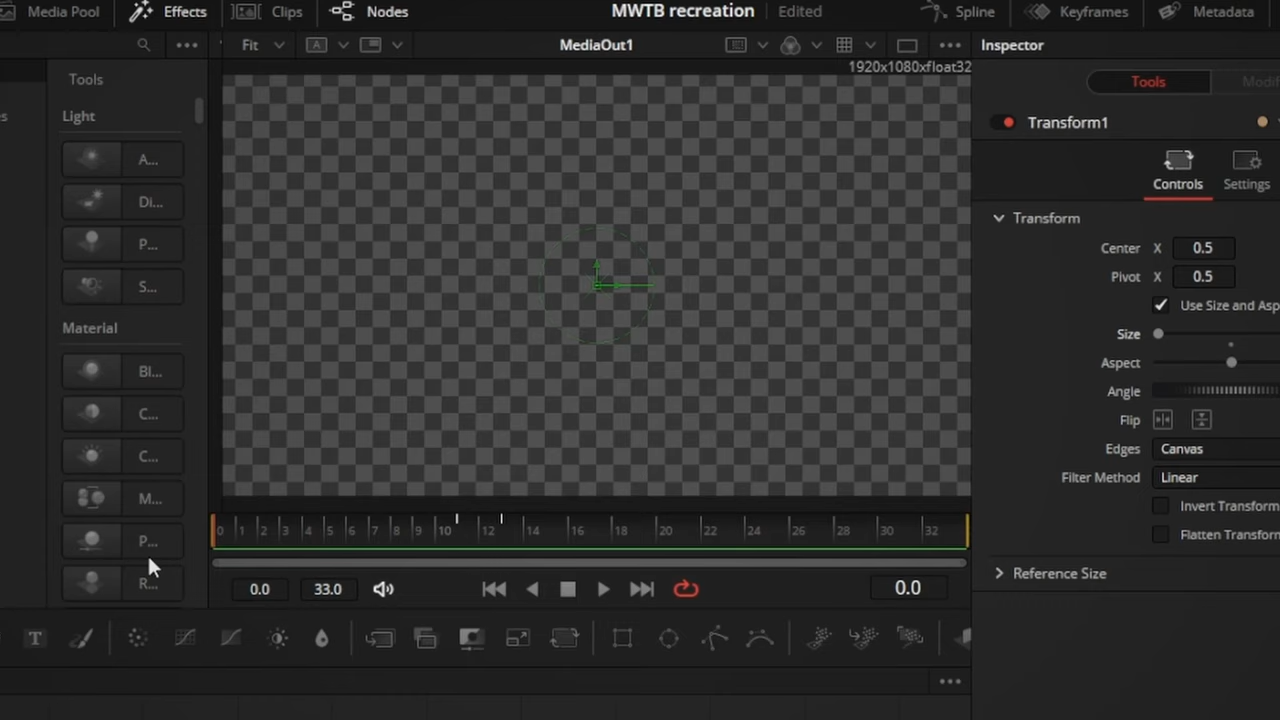 Media Pool Effects Clips Nodes MWTB recreation Edited Spline Keyframes Metadata
Fit A MediaOut1 Inspector
1920x1080xfloat32
Tools
Tools
Light
Transform1
A...
Di...
P...
S...
Controls Settings
Transform
Center X 0.5
Pivot X 0.5
Use Size and Asp
Size
Aspect
Angle
Flip
Edges Canvas
Filter Method Linear
Invert Transform
Flatten Transform
Reference Size
Material
Bl...
C...
C...
M...
P...
R...
0 1 2 3 4 5 6 7 8 9 10 12 14 16 18 20 22 24 26 28 30 32
0.0 33.0 0.0
T